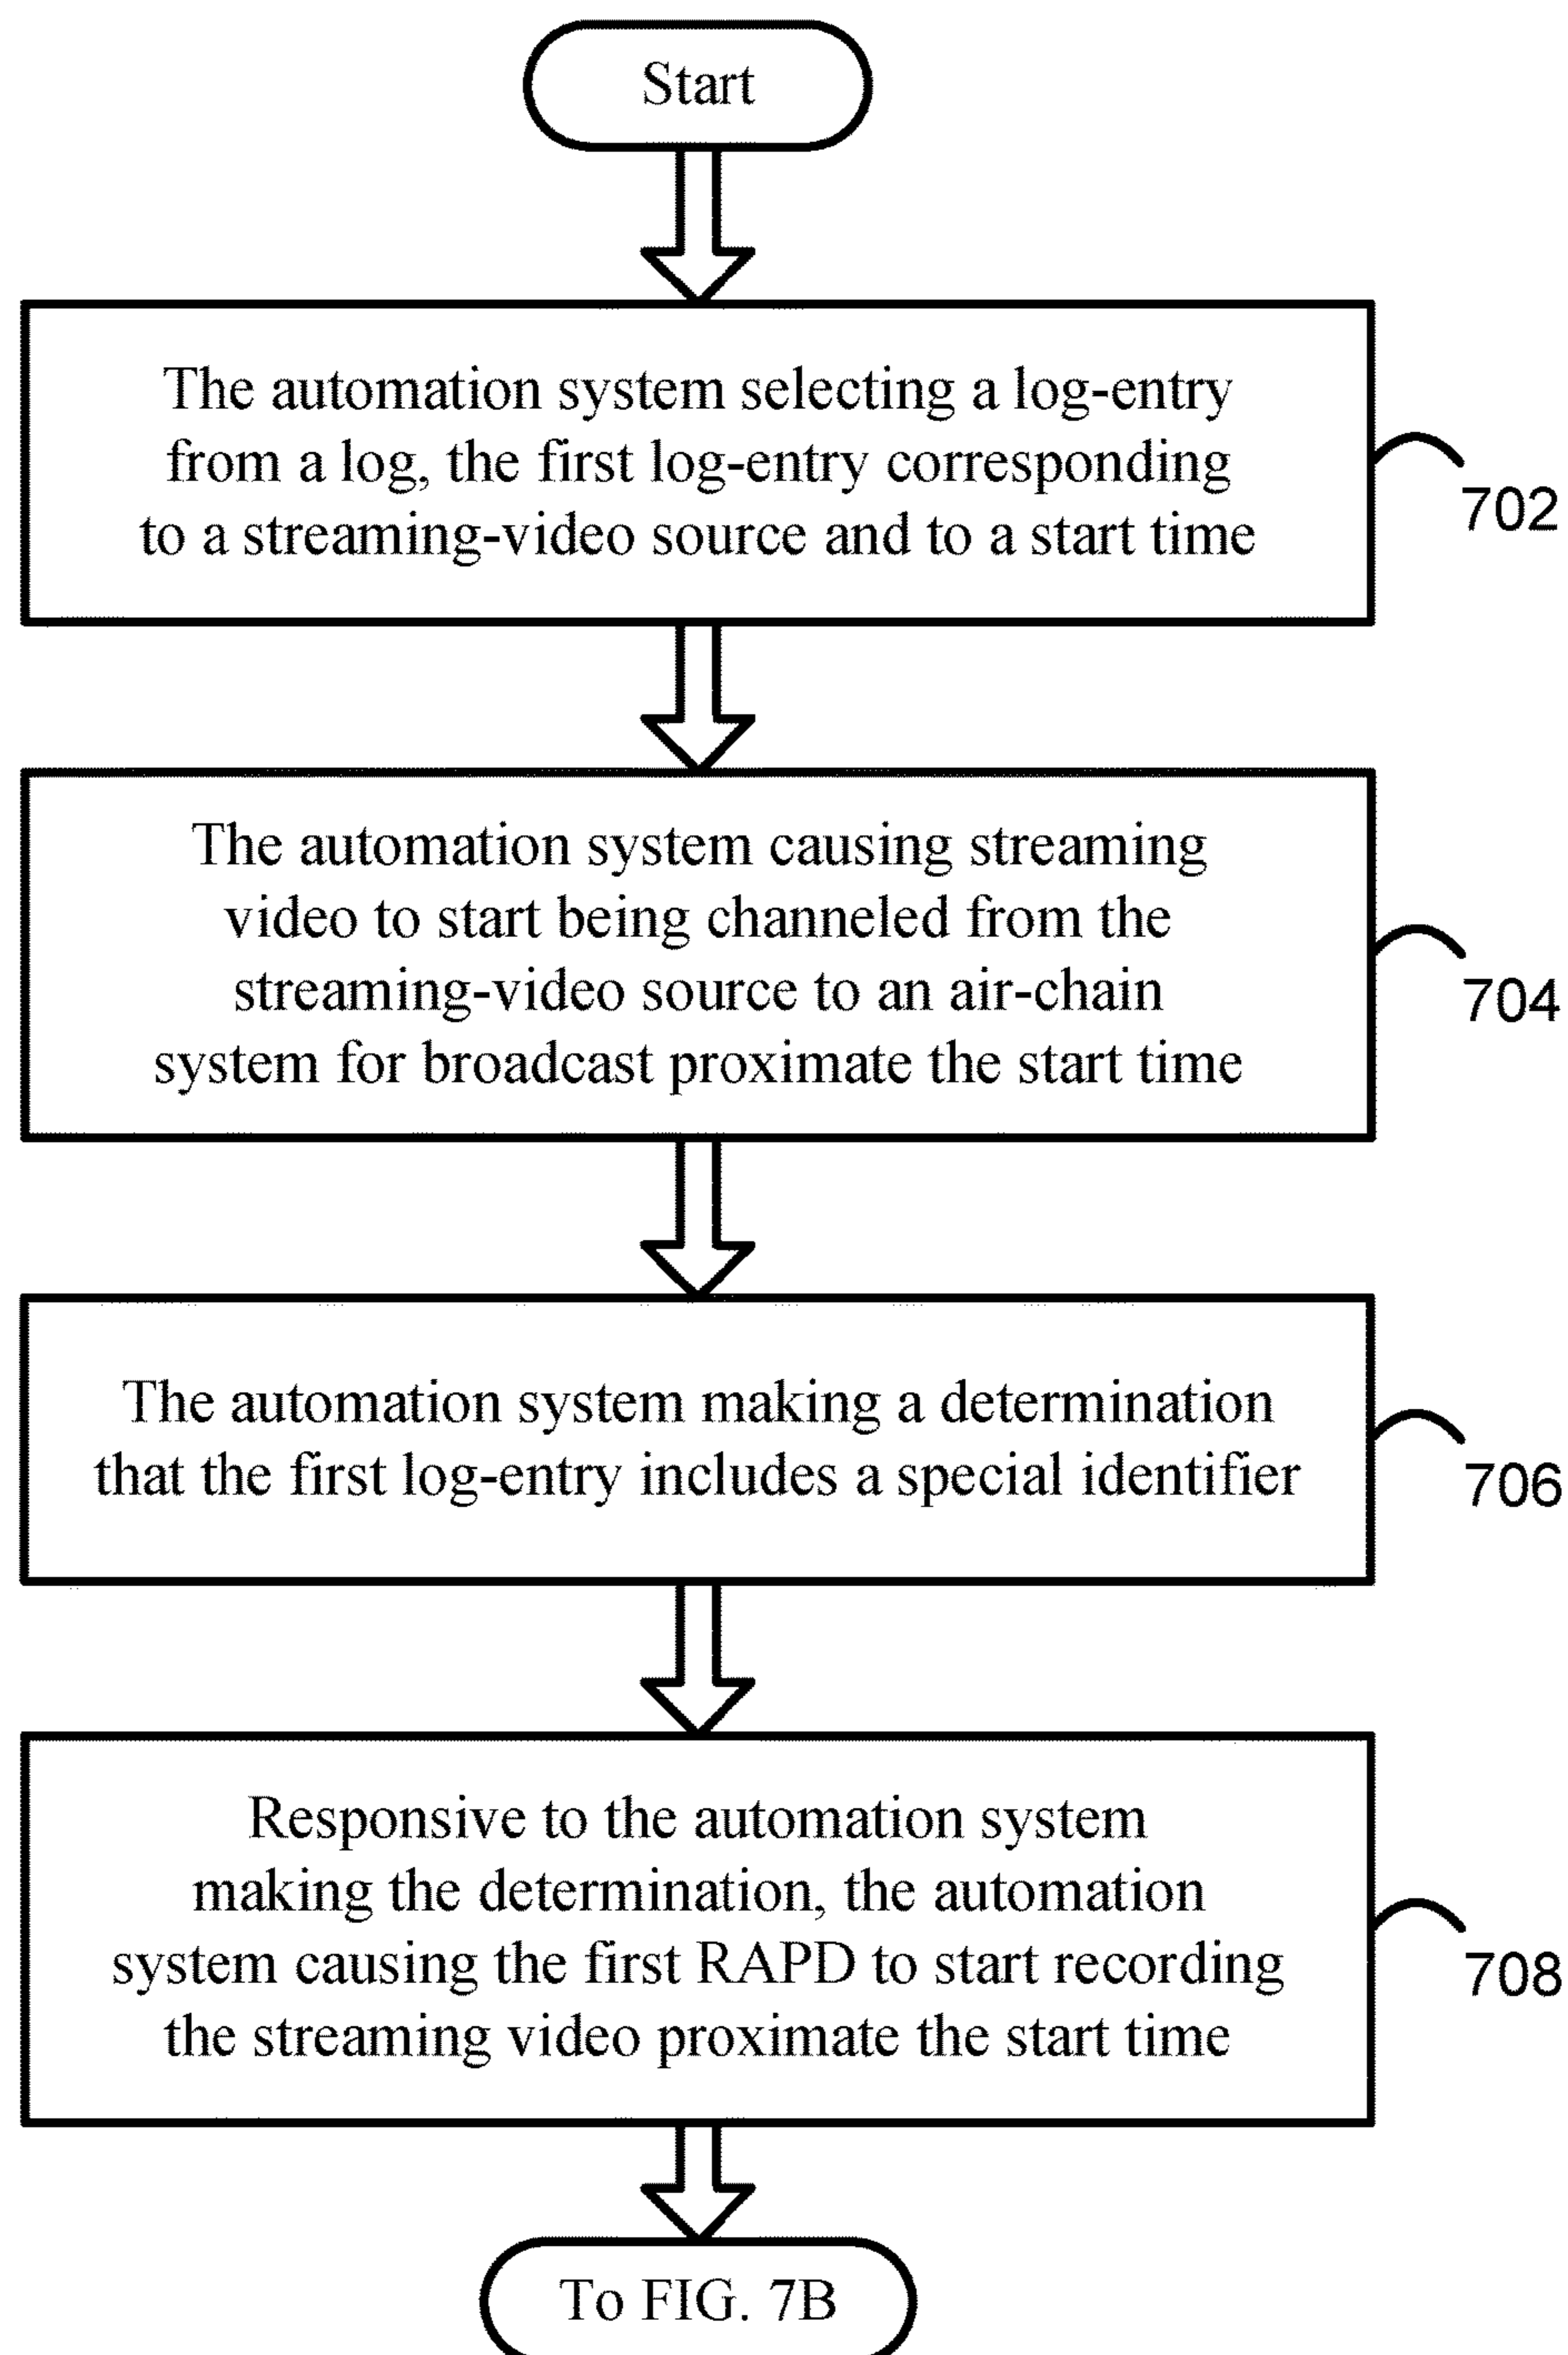 Start
The automation system selecting a log-entry
from a log, the first log-entry corresponding
to a streaming-video source and to a start time
702
The automation system causing streaming
video to start being channeled from the
streaming-video source to an air-chain
system for broadcast proximate the start time
704
The automation system making a determination
that the first log-entry includes a special identifier
706
Responsive to the automation system
making the determination, the automation
system causing the first RAPD to start recording
the streaming video proximate the start time
708
To FIG. 7B